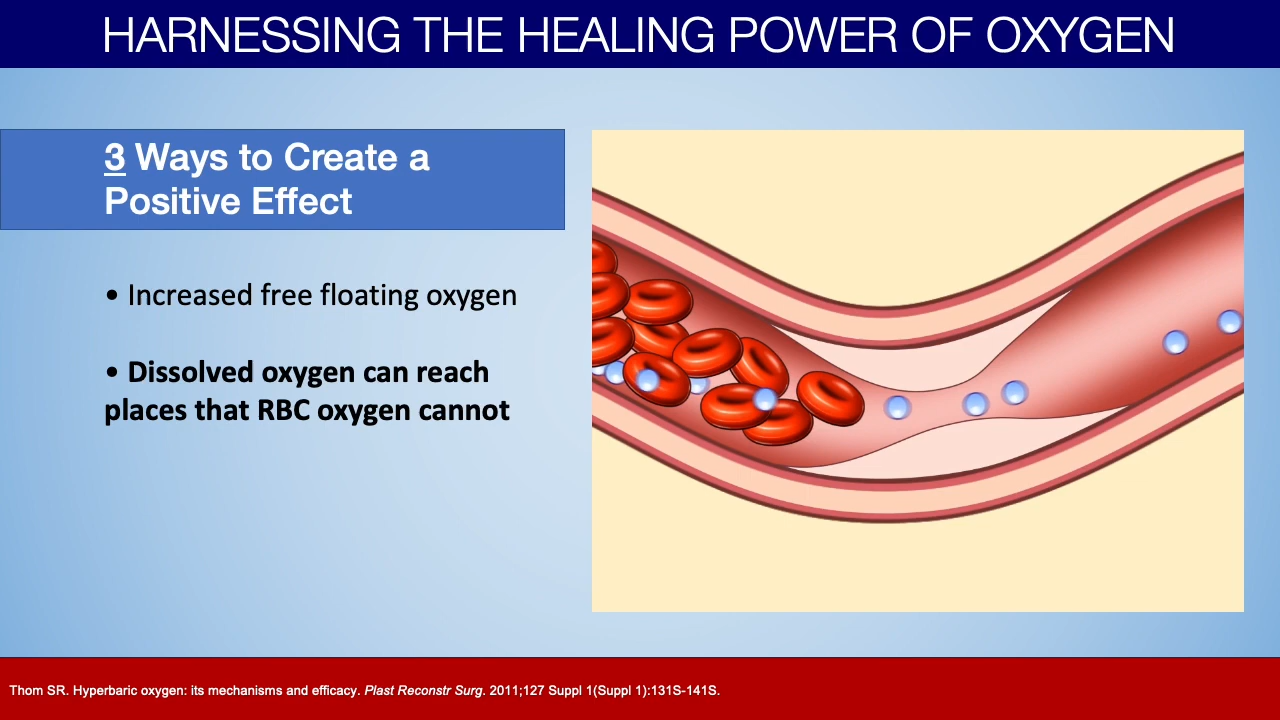 HARNESSING THE HEALING POWER OF OXYGEN
3 Ways to Create a
Positive Effect
• Increased free floating oxygen
• Dissolved oxygen can reach
places that RBC oxygen cannot
Thom SR. Hyperbaric oxygen: its mechanisms and efficacy. Plast Reconstr Surg. 2011;127 Suppl 1(Suppl 1):131S-141S.